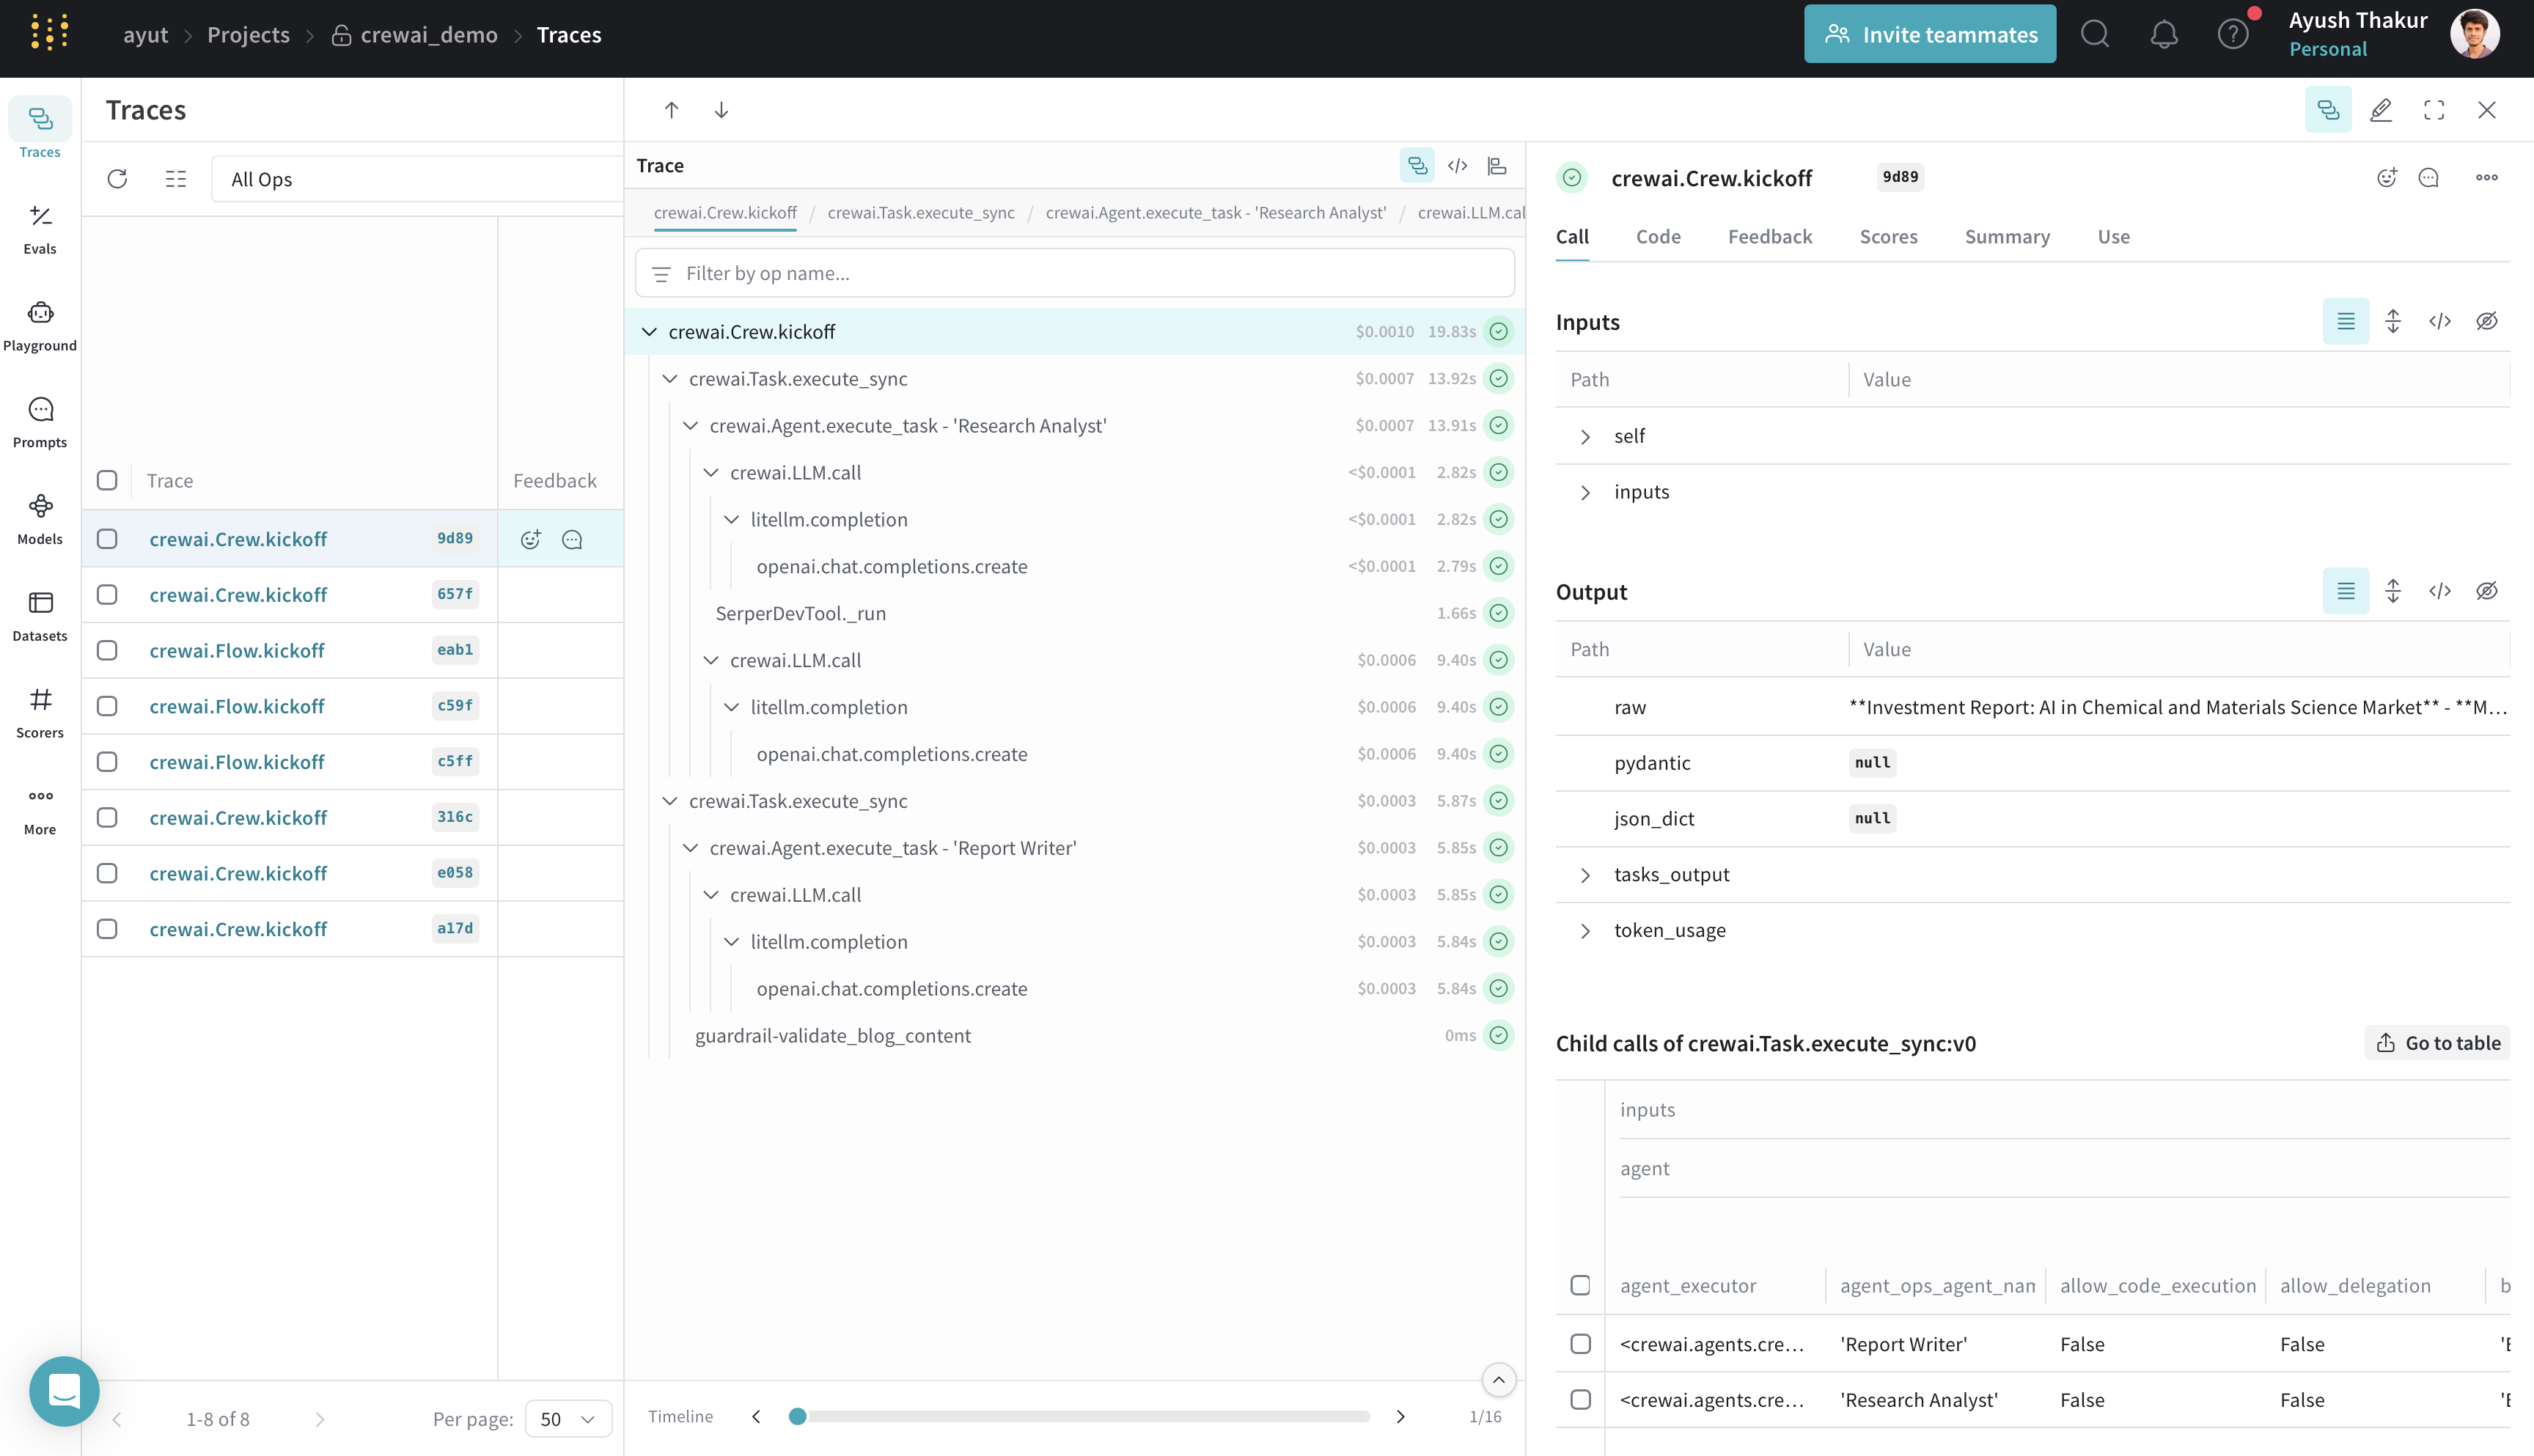 ayut
Projects
crewai_demo
Traces
Invite teammates
Ayush Thakur
Personal
Traces
Evals
Playground
Prompts
Models
Datasets
Scorers
More
Traces
All Ops
Trace
Feedback
crewai.Crew.kickoff 9d89
crewai.Crew.kickoff 657f
crewai.Flow.kickoff eab1
crewai.Flow.kickoff c59f
crewai.Flow.kickoff c5ff
crewai.Crew.kickoff 316c
crewai.Crew.kickoff e058
crewai.Crew.kickoff a17d
1-8 of 8
Per page: 50
Trace
crewai.Crew.kickoff / crewai.Task.execute_sync / crewai.Agent.execute_task - 'Research Analyst' / crewai.LLM.cal
Filter by op name...
crewai.Crew.kickoff $0.0010 19.83s
crewai.Task.execute_sync $0.0007 13.92s
crewai.Agent.execute_task - 'Research Analyst' $0.0007 13.91s
crewai.LLM.call <$0.0001 2.82s
litellm.completion <$0.0001 2.82s
openai.chat.completions.create <$0.0001 2.79s
SerperDevTool._run 1.66s
crewai.LLM.call $0.0006 9.40s
litellm.completion $0.0006 9.40s
openai.chat.completions.create $0.0006 9.40s
crewai.Task.execute_sync $0.0003 5.87s
crewai.Agent.execute_task - 'Report Writer' $0.0003 5.85s
crewai.LLM.call $0.0003 5.85s
litellm.completion $0.0003 5.84s
openai.chat.completions.create $0.0003 5.84s
guardrail-validate_blog_content 0ms
Timeline
1/16
crewai.Crew.kickoff 9d89
Call Code Feedback Scores Summary Use
Inputs
Path Value
self
inputs
Output
Path Value
raw **Investment Report: AI in Chemical and Materials Science Market** - **M...
pydantic null
json_dict null
tasks_output
token_usage
Child calls of crewai.Task.execute_sync:v0
Go to table
inputs
agent
agent_executor agent_ops_agent_nam allow_code_execution allow_delegation b
<crewai.agents.cre... 'Report Writer' False False 'E
<crewai.agents.cre... 'Research Analyst' False False 'E